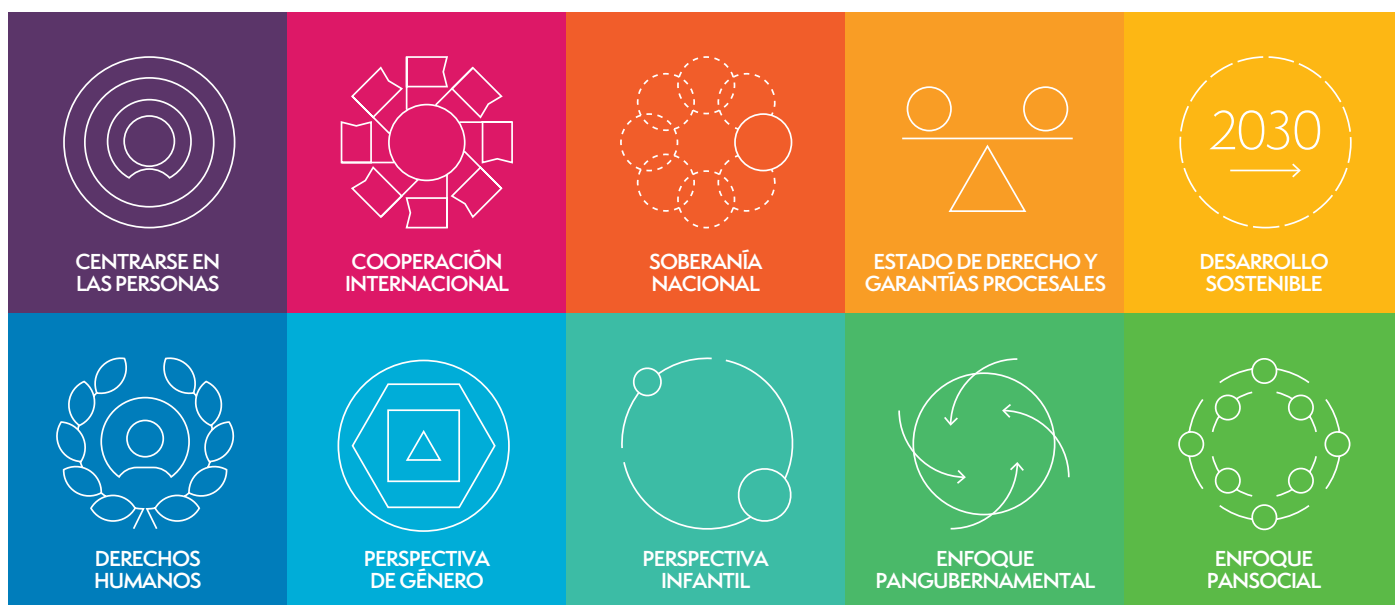 CENTRARSE EN
LAS PERSONAS
COOPERACIÓN
INTERNACIONAL
SOBERANÍA
NACIONAL
ESTADO DE DERECHO Y
GARANTÍAS PROCESALES
2030
DESARROLLO
SOSTENIBLE
DERECHOS
HUMANOS
PERSPECTIVA
DE GÉNERO
PERSPECTIVA
INFANTIL
ENFOQUE
PANGUBERNAMENTAL
ENFOQUE
PANSOCIAL